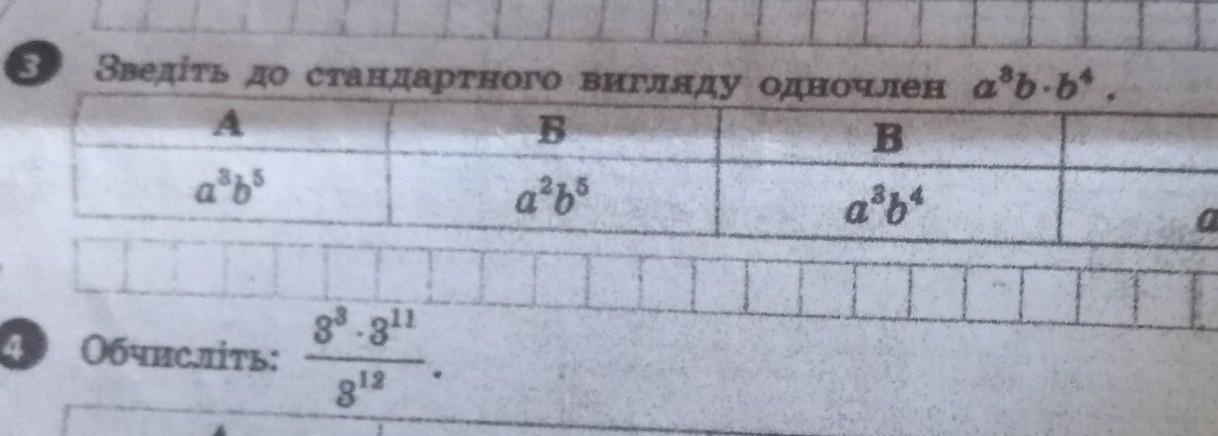 3 Зведіть до стандартного вигляду одночлен a³b · b⁴ .
А Б В
a³b⁵ a²b⁵ a³b⁴ a
4 Обчисліть: 3³ · 3¹¹ / 3¹² .